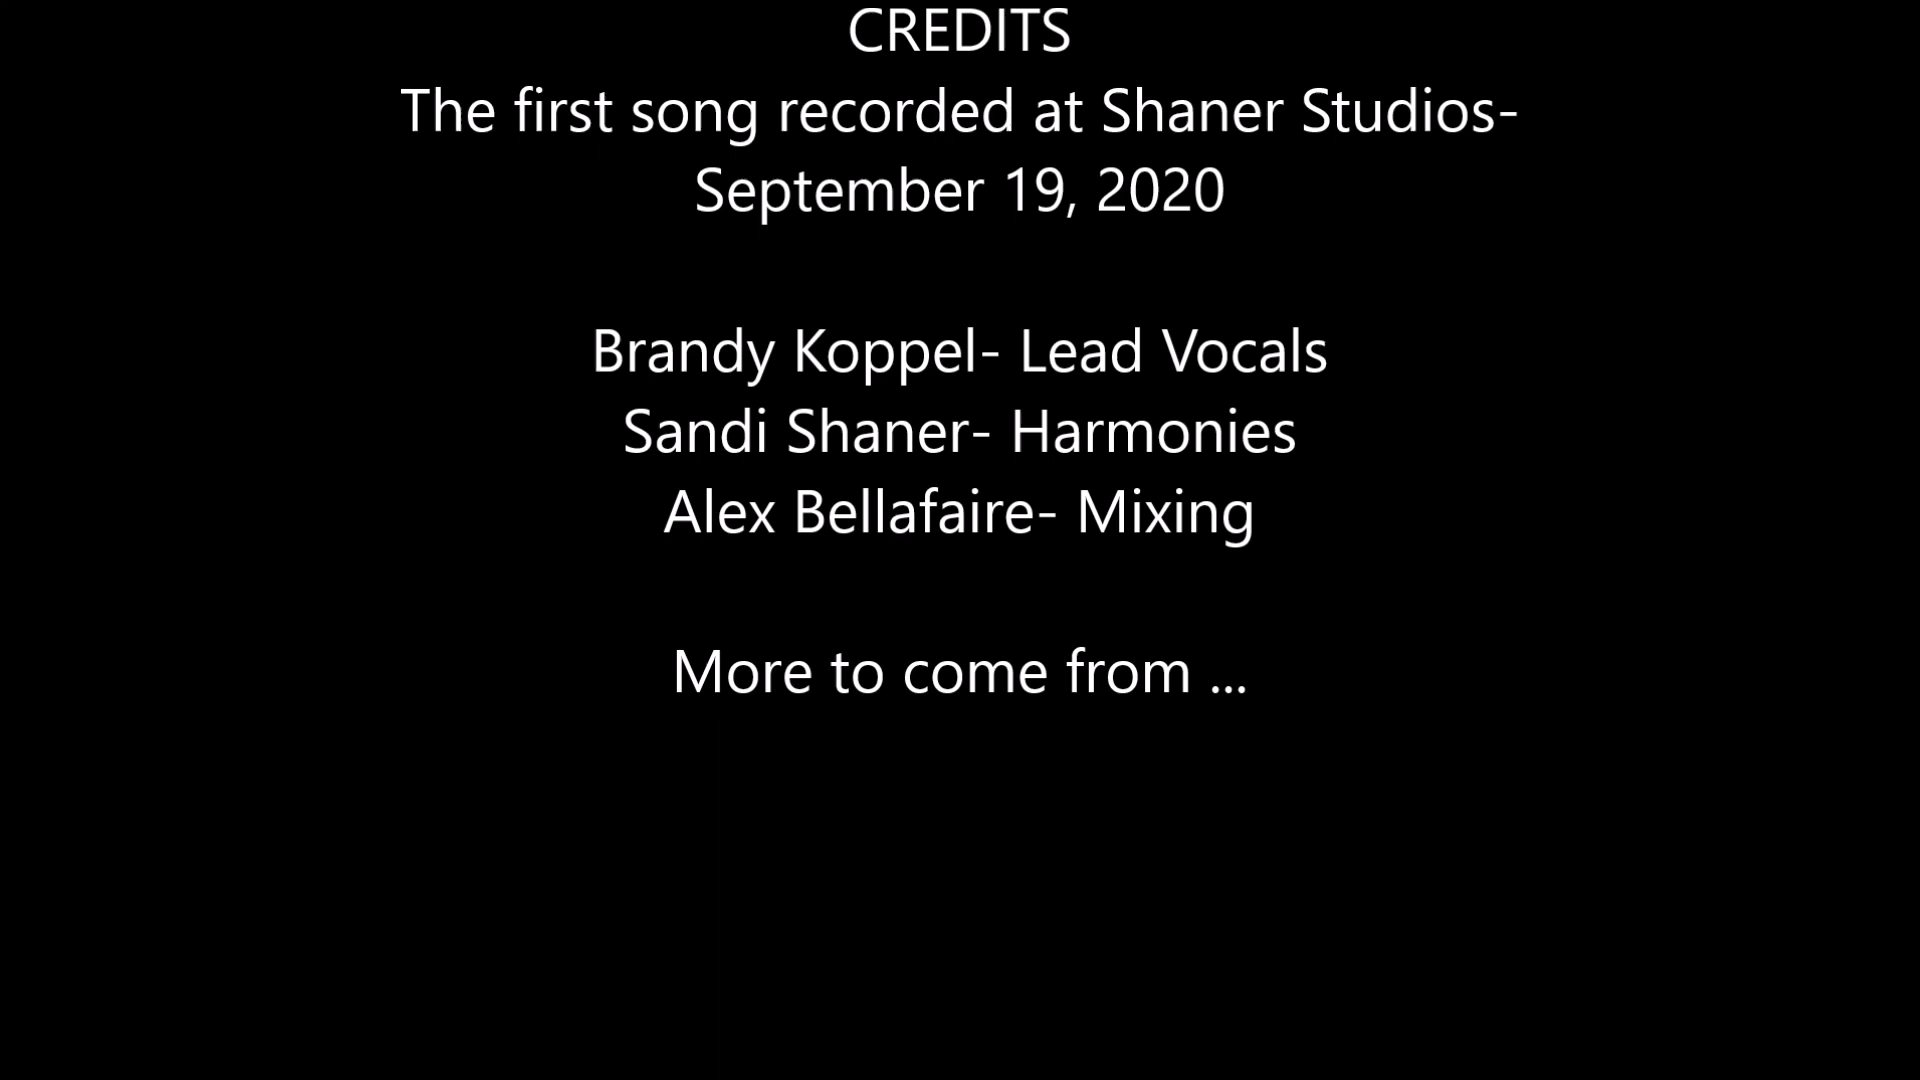 CREDITS
The first song recorded at Shaner Studios-
September 19, 2020
Brandy Koppel- Lead Vocals
Sandi Shaner- Harmonies
Alex Bellafaire- Mixing
More to come from ...